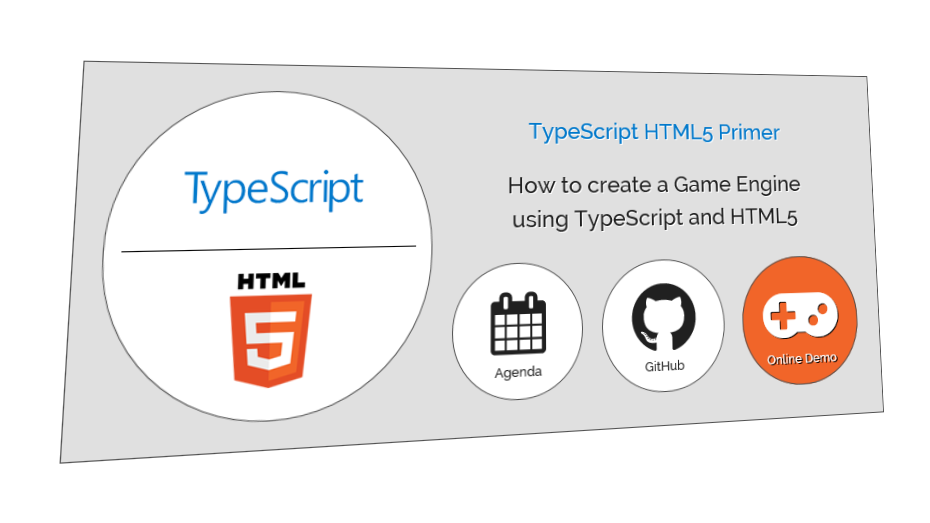 TypeScript
HTML
5
TypeScript HTML5 Primer
How to create a Game Engine
using TypeScript and HTML5
Agenda
GitHub
Online Demo